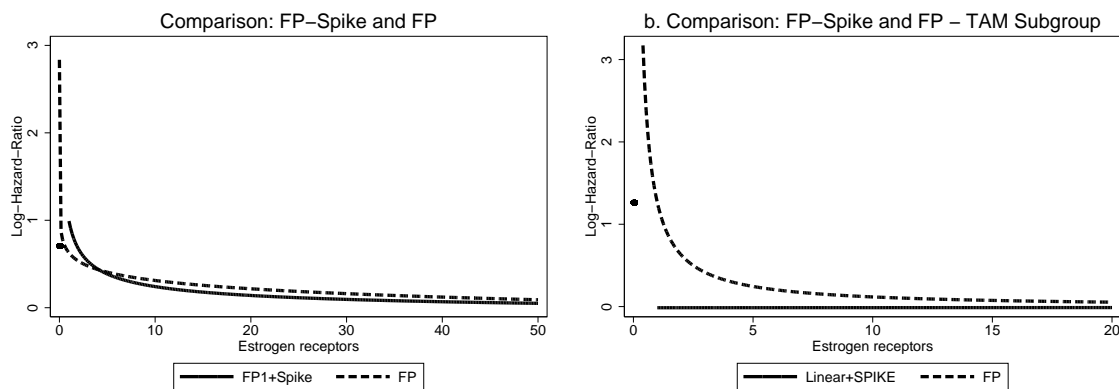 Comparison: FP−Spike and FP
3
2
1
0
Log−Hazard−Ratio
0 10 20 30 40 50
Estrogen receptors
FP1+Spike FP
b. Comparison: FP−Spike and FP − TAM Subgroup
3
2
1
0
Log−Hazard−Ratio
0 5 10 15 20
Estrogen receptors
Linear+SPIKE FP